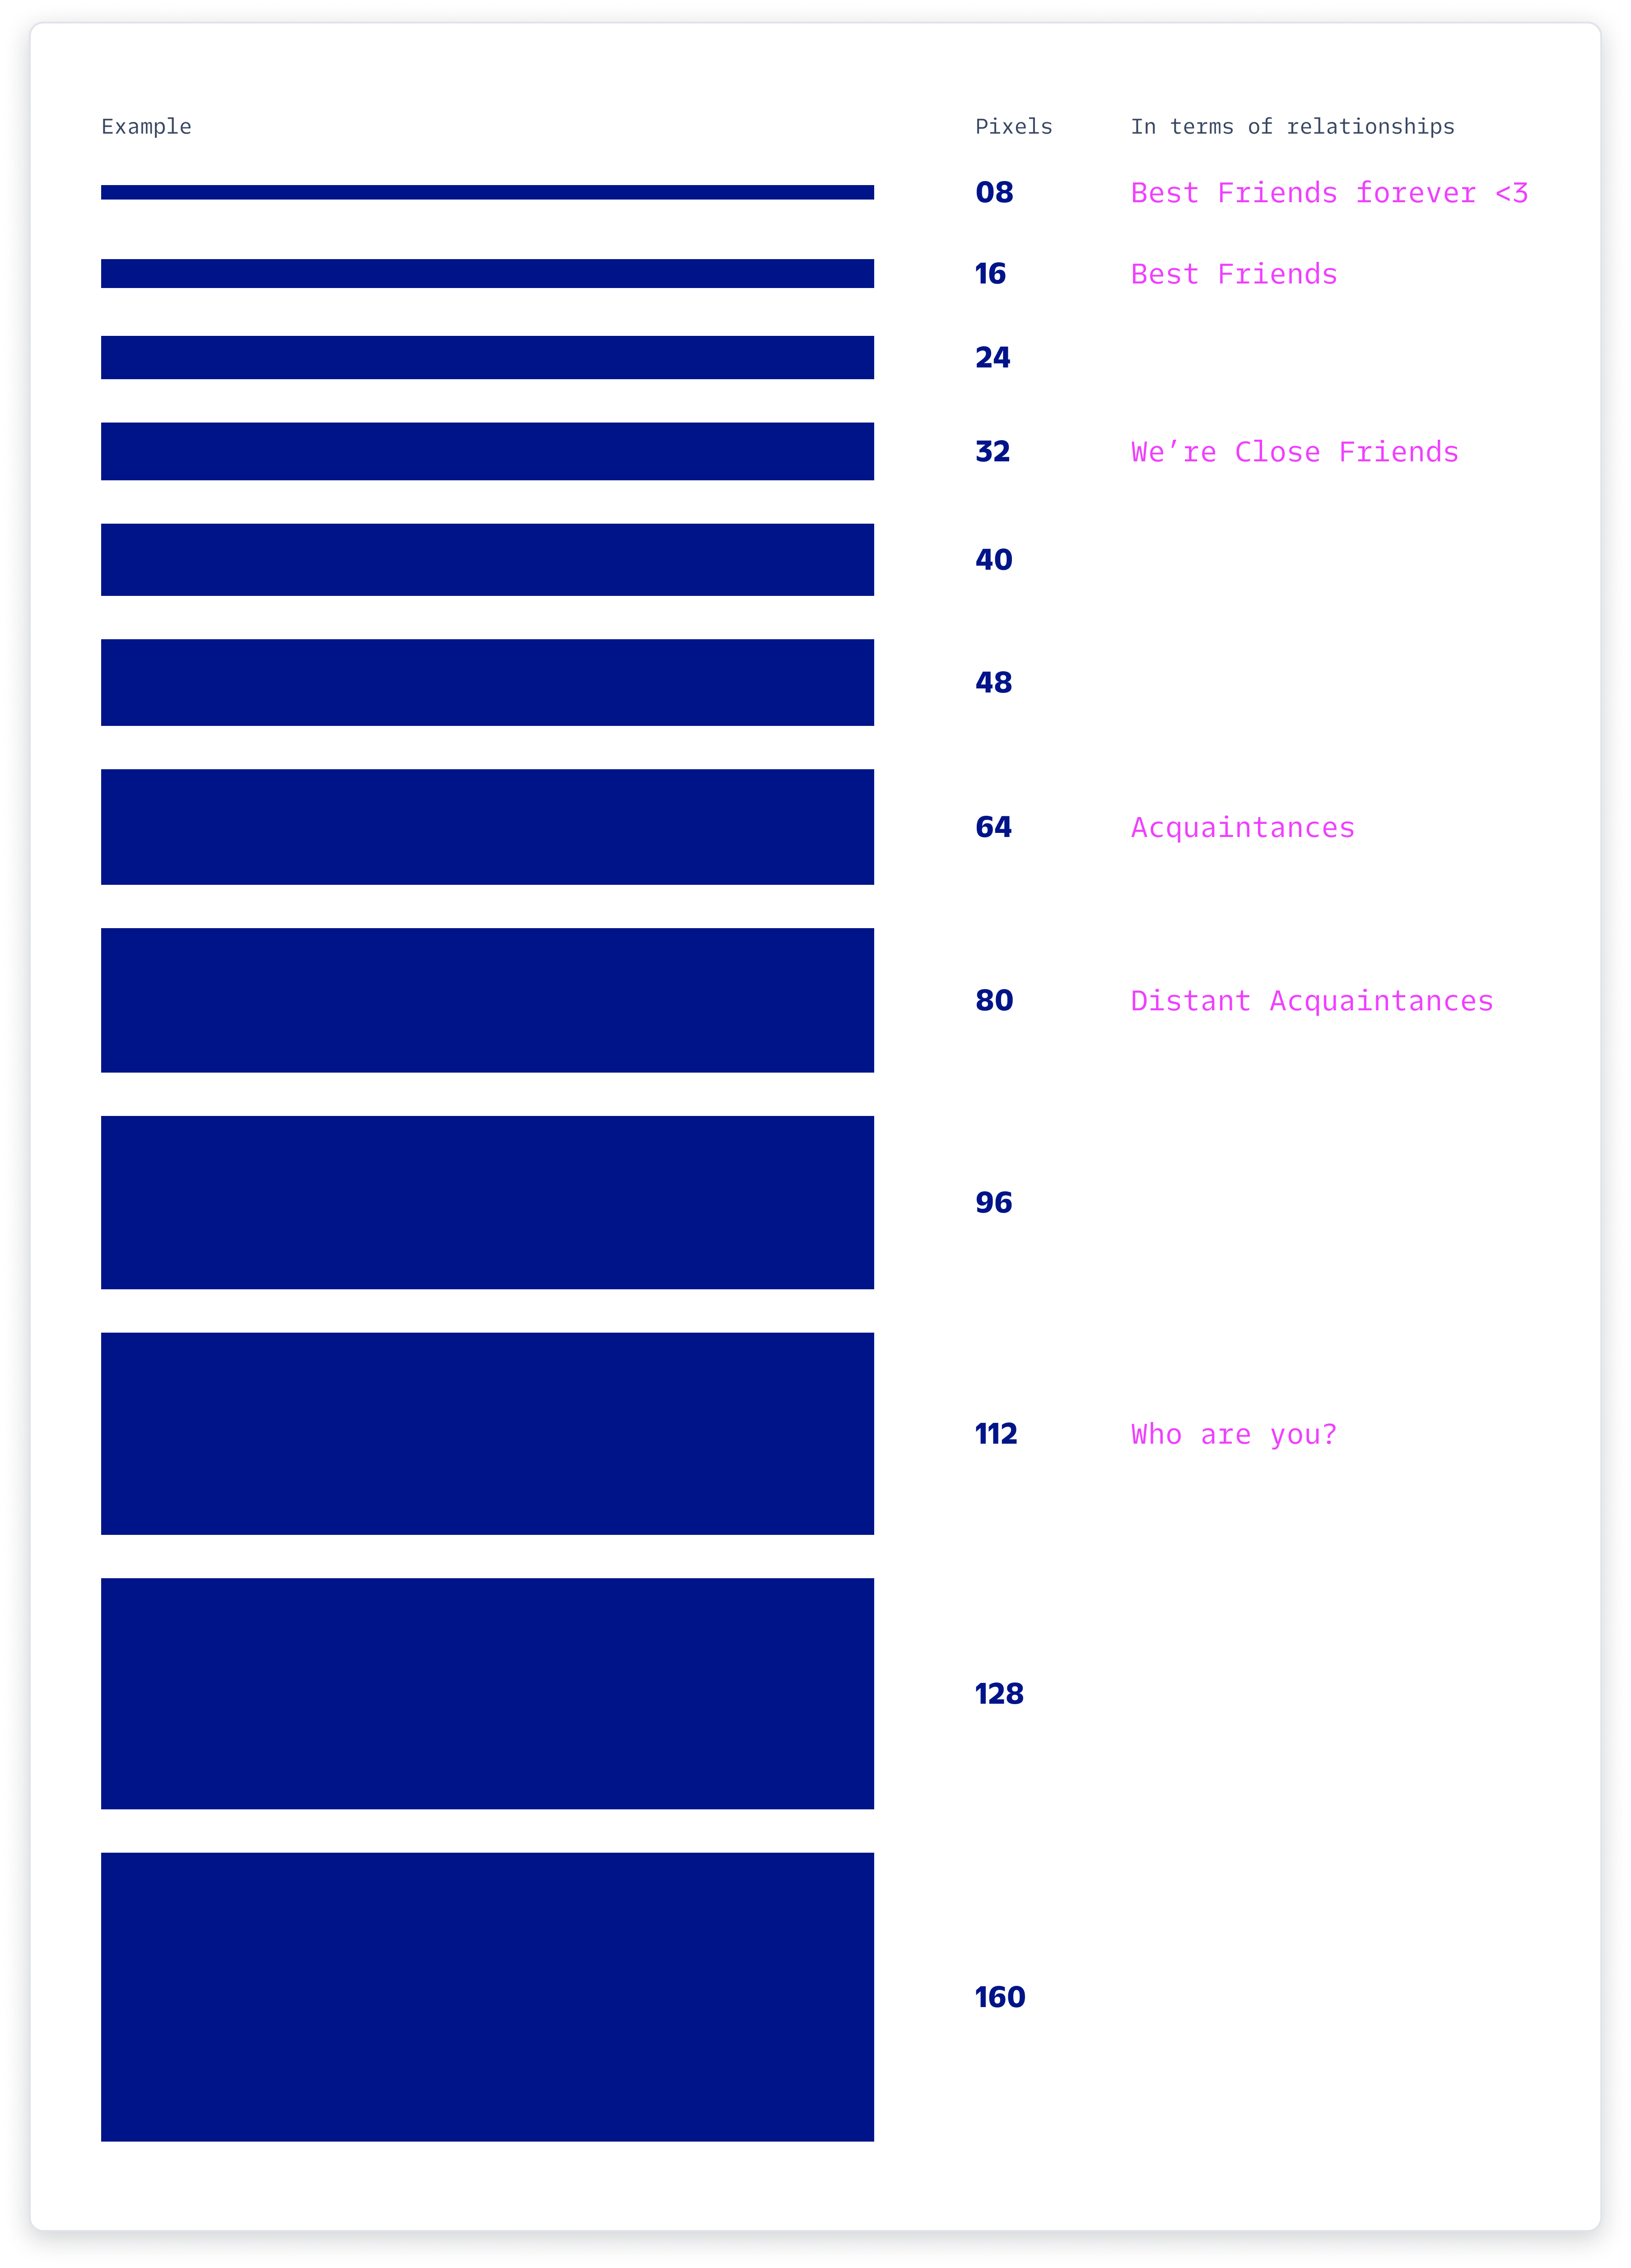 Example Pixels In terms of relationships
08 Best Friends forever <3
16 Best Friends
24
32 We’re Close Friends
40
48
64 Acquaintances
80 Distant Acquaintances
96
112 Who are you?
128
160